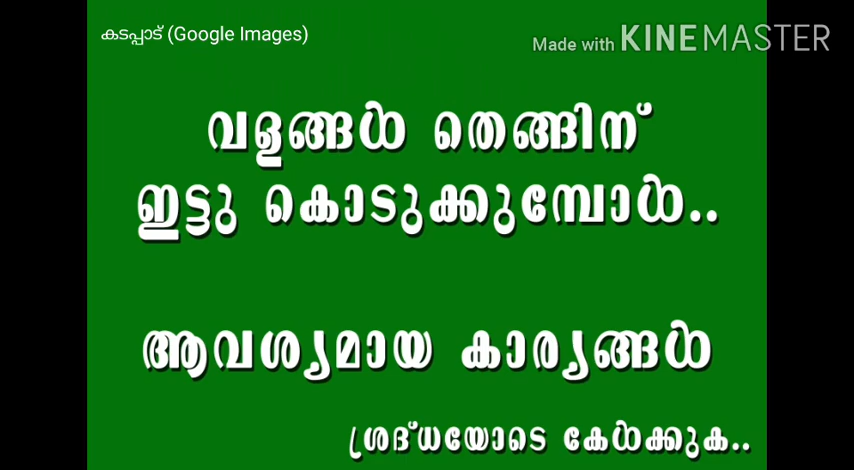 കടപ്പാട് (Google Images)
Made with KINEMASTER
വളങ്ങൾ തെങ്ങിന്
ഇട്ടു കൊടുക്കുമ്പോൾ..
ആവശ്യമായ കാര്യങ്ങൾ
ശ്രദ്ധയോടെ കേൾക്കുക..